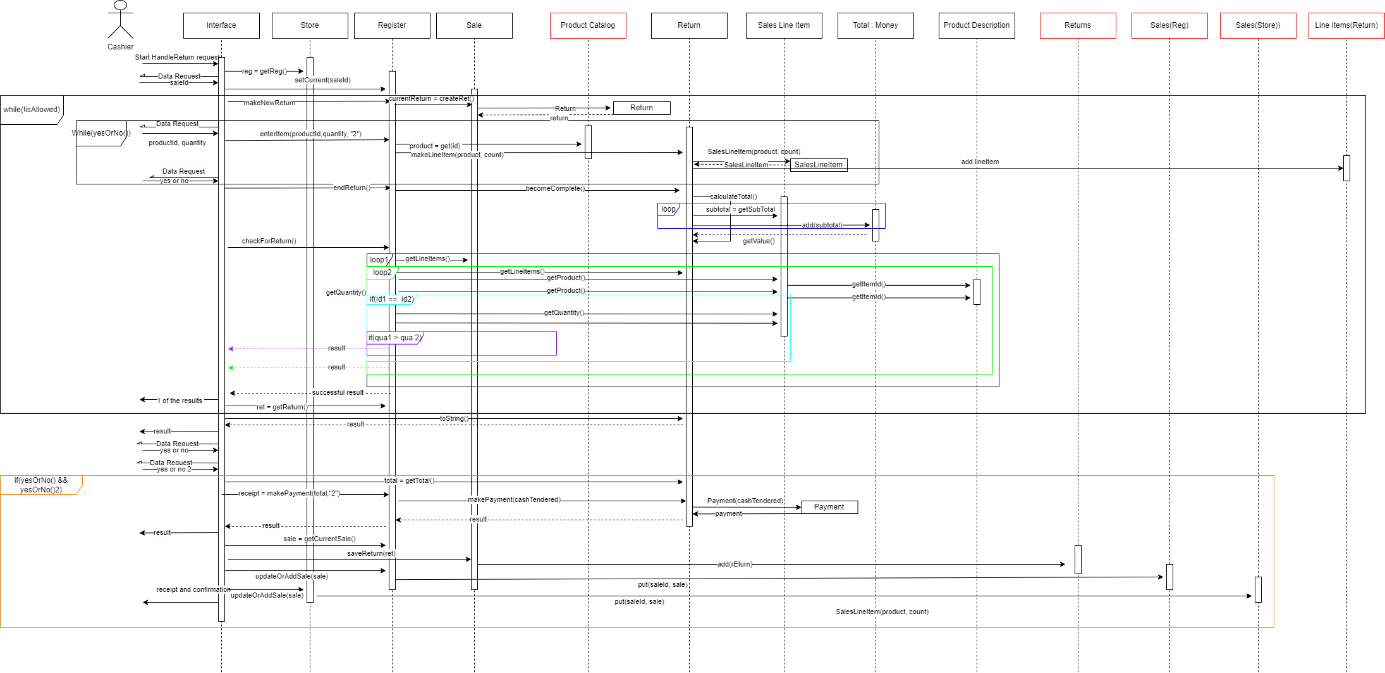 Cashier
Interface
Store
Register
Sale
Product Catalog
Return
Sales Line Item
Total : Money
Product Description
Returns
Sales(Reg)
Sales(Store))
Line Items(Return)
Start HandleReturn request
reg = getReg()
Data Request
saleId
setCurrent(saleId)
while(!isAllowed)
makeNewReturn
currentReturn = createRet()
Return
Return
return
While(yesOrNo())
Data Request
productId, quantity
enterItem(productId,quantity, "2")
product = get(id)
makeLineItem(product, count)
SalesLineItem(product, count)
SalesLineItem
SalesLineItem
add.lineItem
Data Request
yes or no
endReturn()
becomeComplete()
calculateTotal()
loop
subtotal = getSubTotal
add(subtotal)
getValue()
checkForReturn()
loop1
getLineItems()
loop2
getLineItems()
getProduct()
getItemId()
getQuantity()
getProduct()
getItemId()
if(id1 == id2)
getQuantity()
if(qua1 > qua 2)
result
result
successful result
1 of the results
ret = getReturn()
toString()
result
result
Data Request
yes or no
Data Request
yes or no 2
if(yesOrNo() &&
yesOrNo()2)
total = getTotal()
receipt = makePayment(total,"2")
makePayment(cashTendered)
Payment(cashTendered)
Payment
payment
result
result
result
sale = getCurrentSale()
saveReturn(ret)
add(rEturn)
updateOrAddSale(sale)
put(saleId, sale)
receipt and confirmation
updateOrAddSale(sale)
put(saleId, sale)
SalesLineItem(product, count)